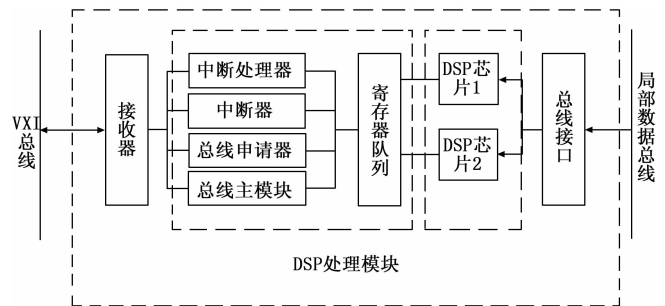 VXI
总线
接收器
中断处理器
中断器
总线申请器
总线主模块
寄存器队列
DSP芯
片1
DSP芯
片2
总线接口
局部数据总线
DSP处理模块